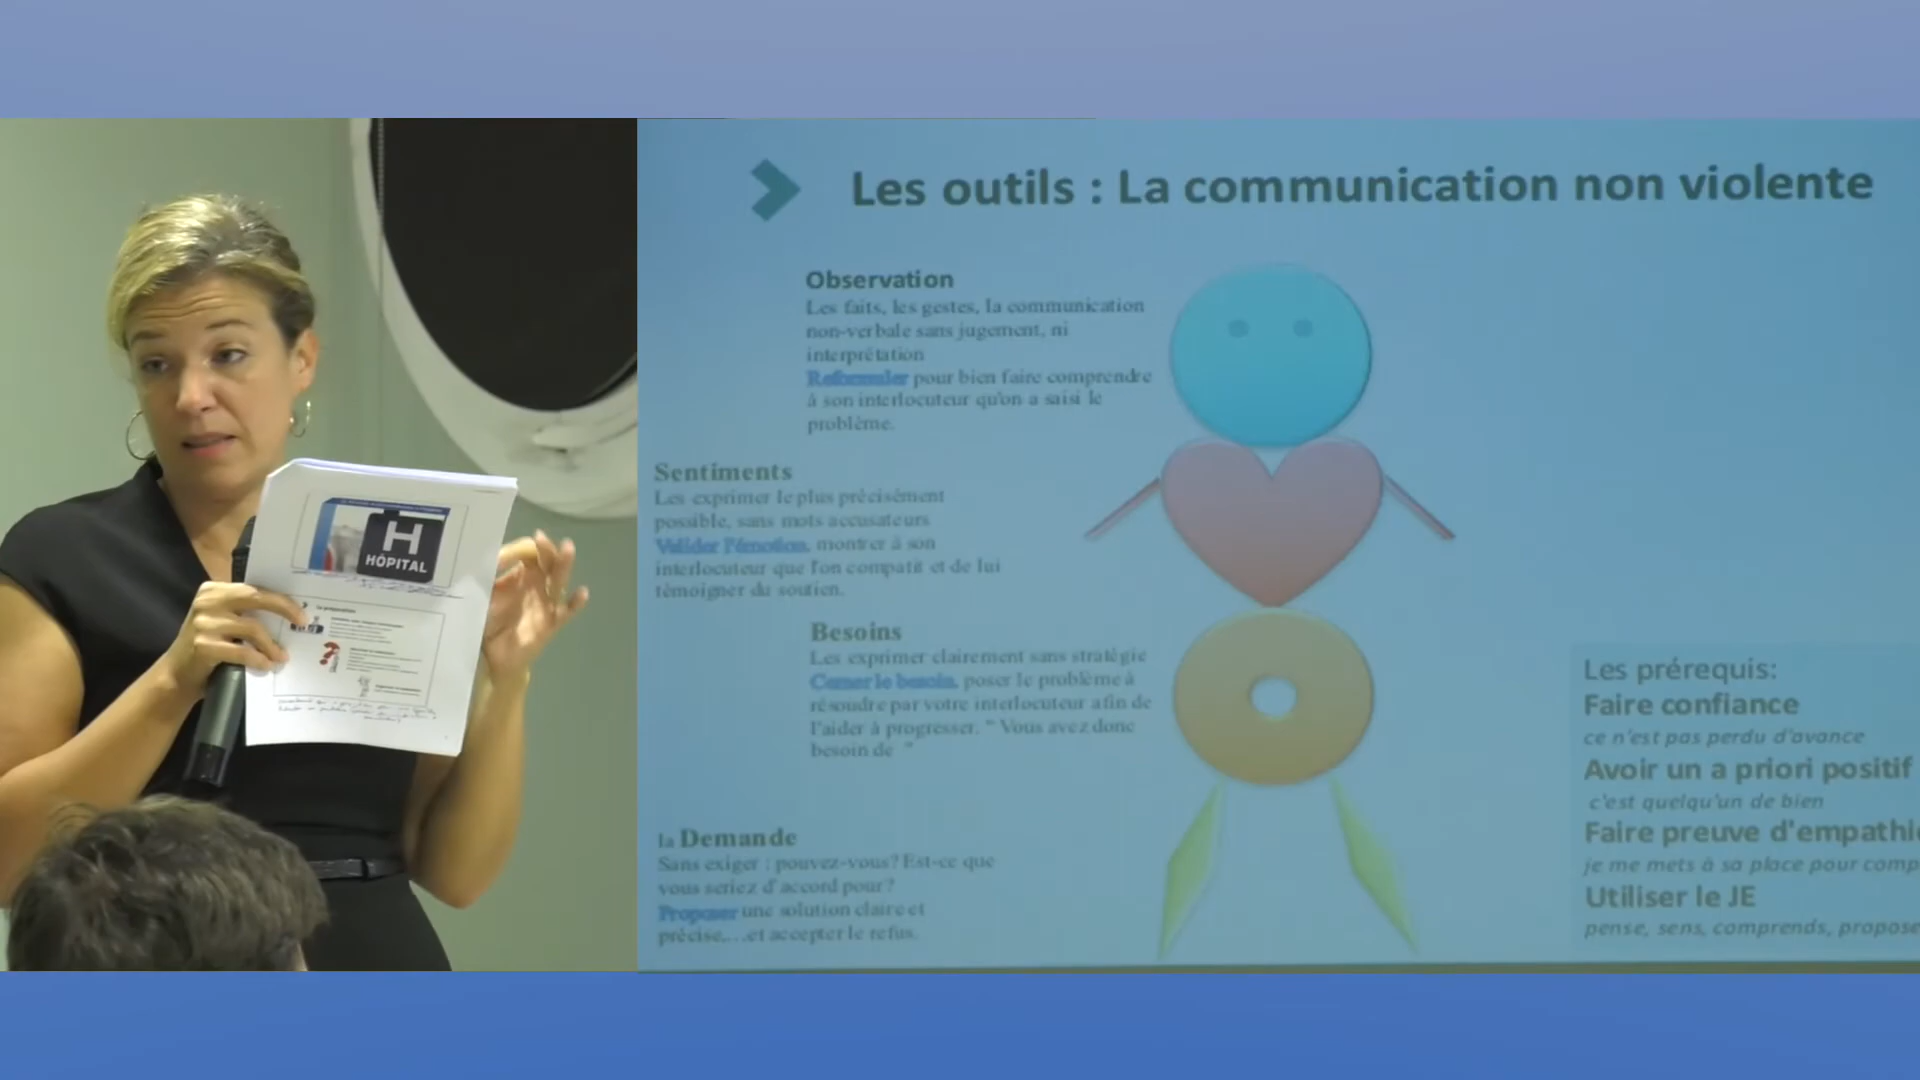 Les outils : La communication non violente
Observation
Les faits, les gestes, la communication
non-verbale sans jugement, ni
interprétation
Reformuler pour bien faire comprendre
à son interlocuteur qu'on a saisi le
problème.
Sentiments
Les exprimer le plus précisément
possible, sans mots accusateurs
Valider l'émotion, montrer à son
interlocuteur que l'on compatit et de lui
témoigner du soutien.
Besoins
Les exprimer clairement sans stratégie
Cerner le besoin, poser le problème à
résoudre par votre interlocuteur afin de
l'aider à progresser. " Vous avez donc
besoin de "
la Demande
Sans exiger : pouvez-vous? Est-ce que
vous seriez d'accord pour?
Proposer une solution claire et
précise,...et accepter le refus.
Les prérequis:
Faire confiance
ce n'est pas perdu d'avance
Avoir un a priori positif
c'est quelqu'un de bien
Faire preuve d'empathie
je me mets à sa place pour comp
Utiliser le JE
pense, sens, comprends, propose
H
HÔPITAL
La préparation